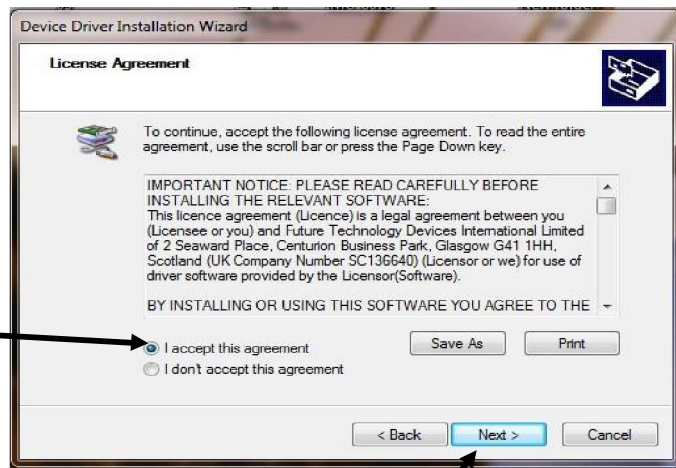 Device Driver Installation Wizard
License Agreement
To continue, accept the following license agreement. To read the entire
agreement, use the scroll bar or press the Page Down key.
IMPORTANT NOTICE: PLEASE READ CAREFULLY BEFORE
INSTALLING THE RELEVANT SOFTWARE:
This licence agreement (Licence) is a legal agreement between you
(Licensee or you) and Future Technology Devices International Limited
of 2 Seaward Place, Centurion Business Park, Glasgow G41 1HH,
Scotland (UK Company Number SC136640) (Licensor or we) for use of
driver software provided by the Licensor(Software).
BY INSTALLING OR USING THIS SOFTWARE YOU AGREE TO THE
I accept this agreement
Save As
Print
I don't accept this agreement
< Back
Next >
Cancel